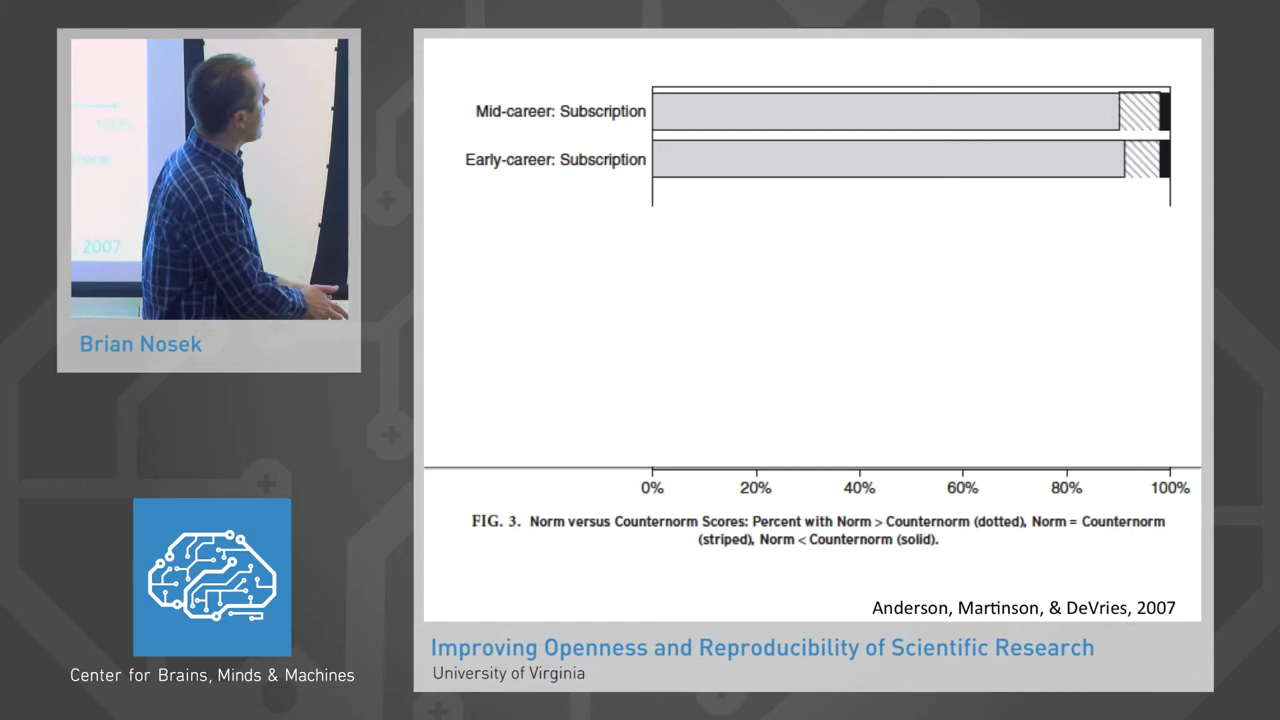 100%
2007
Brian Nosek
Center for Brains, Minds & Machines
Mid-career: Subscription
Early-career: Subscription
0% 20% 40% 60% 80% 100%
FIG. 3. Norm versus Counternorm Scores: Percent with Norm > Counternorm (dotted), Norm = Counternorm
(striped), Norm < Counternorm (solid).
Anderson, Martinson, & DeVries, 2007
Improving Openness and Reproducibility of Scientific Research
University of Virginia